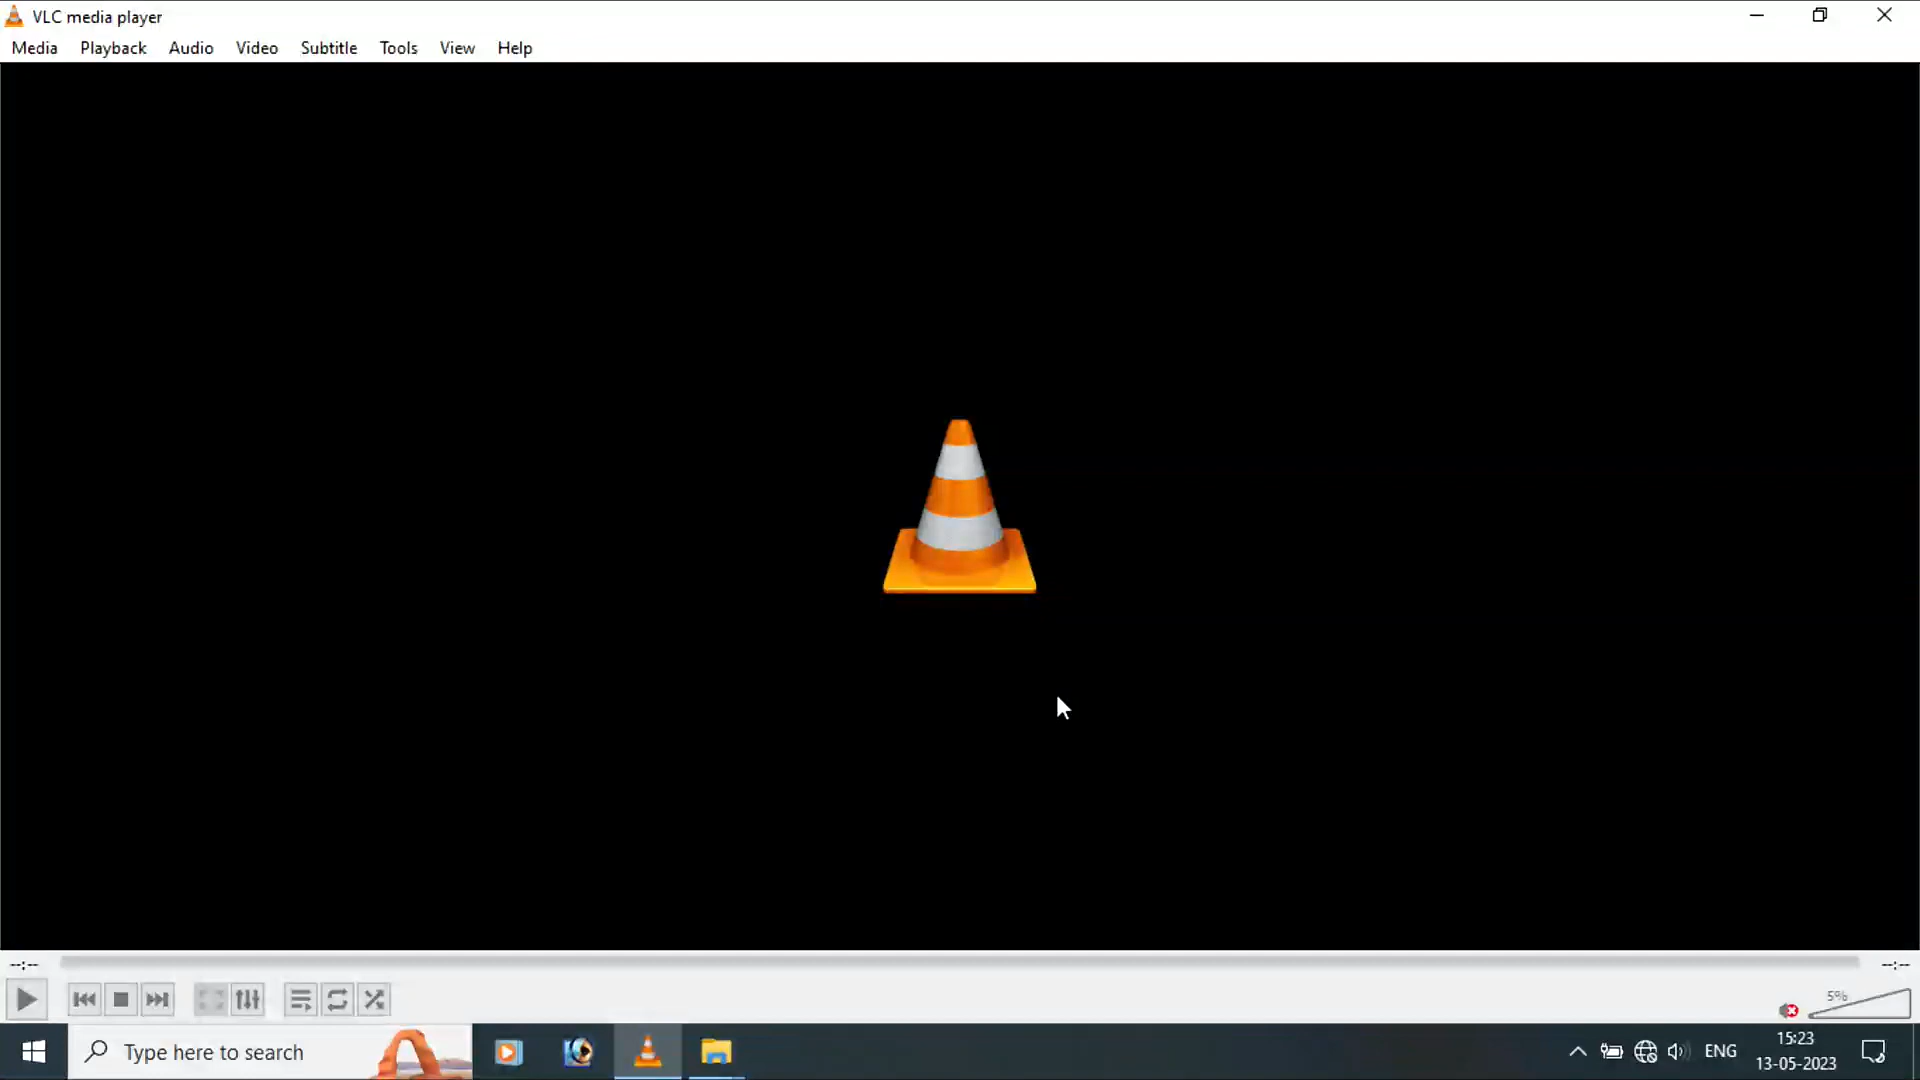 VLC media player
Media Playback Audio Video Subtitle Tools View Help
--:-- --:--
5%
Type here to search
ENG
15:23
13-05-2023